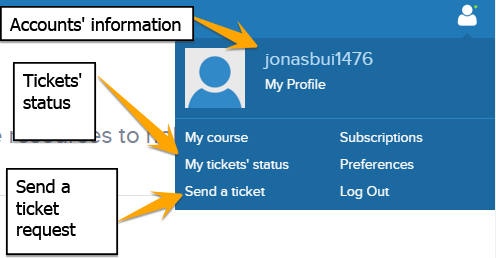 Accounts' information
jonasbui1476
My Profile
Tickets'
status
My course
Subscriptions
My tickets' status
Preferences
Send a ticket
Log Out
Send a
ticket
request